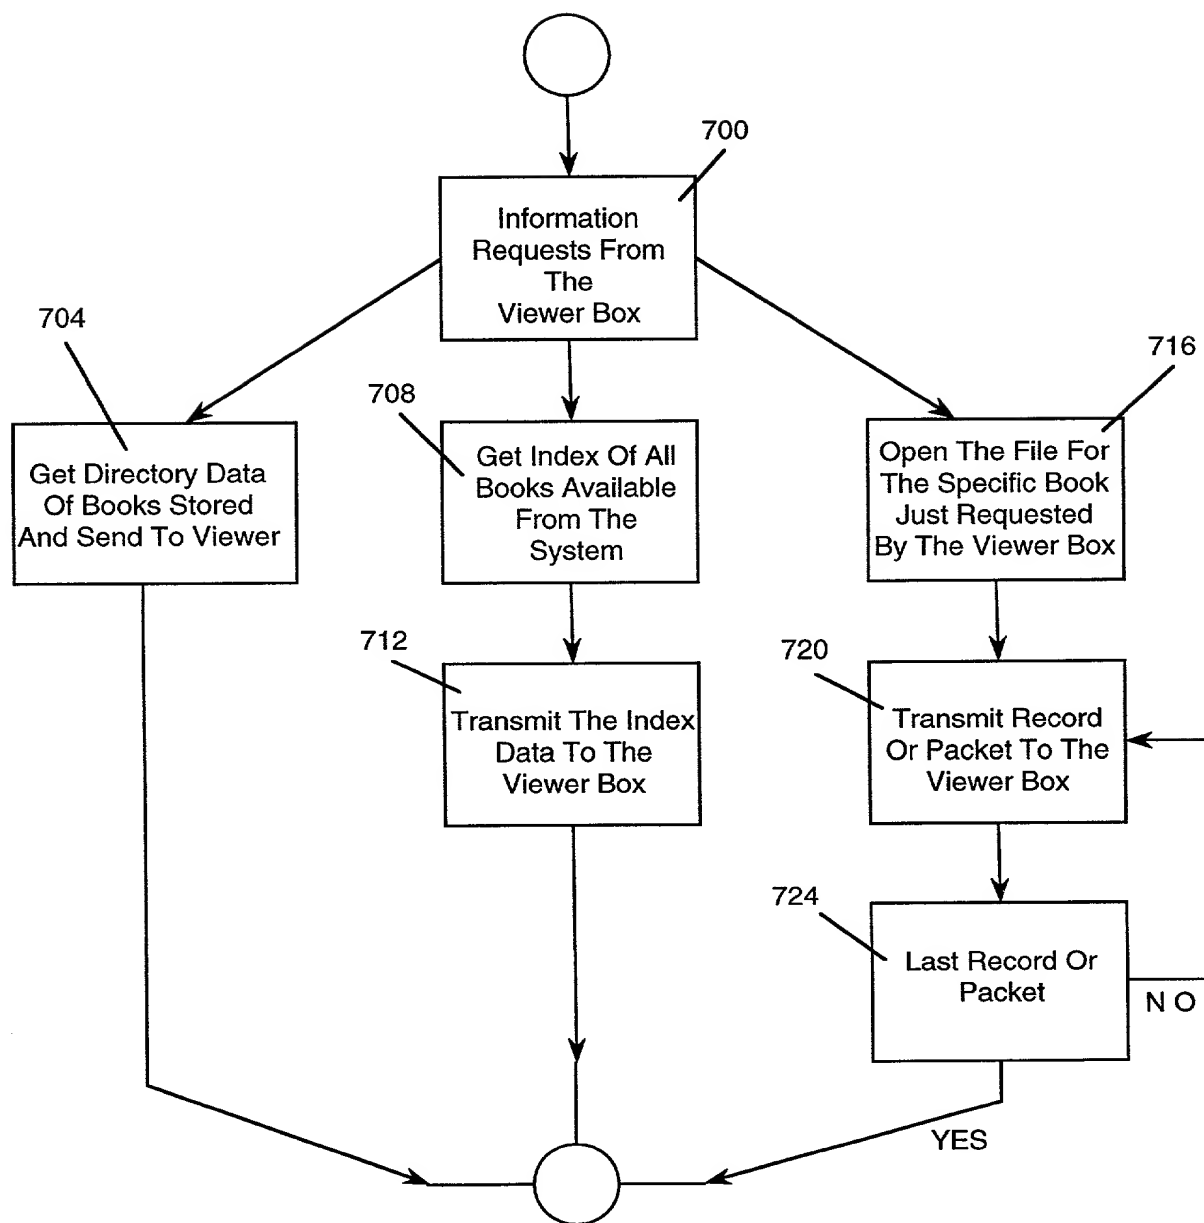 700
Information
Requests From
The
Viewer Box
704
Get Directory Data
Of Books Stored
And Send To Viewer
708
Get Index Of All
Books Available
From The
System
716
Open The File For
The Specific Book
Just Requested
By The Viewer Box
712
Transmit The Index
Data To The
Viewer Box
720
Transmit Record
Or Packet To The
Viewer Box
724
Last Record Or
Packet
N O
YES